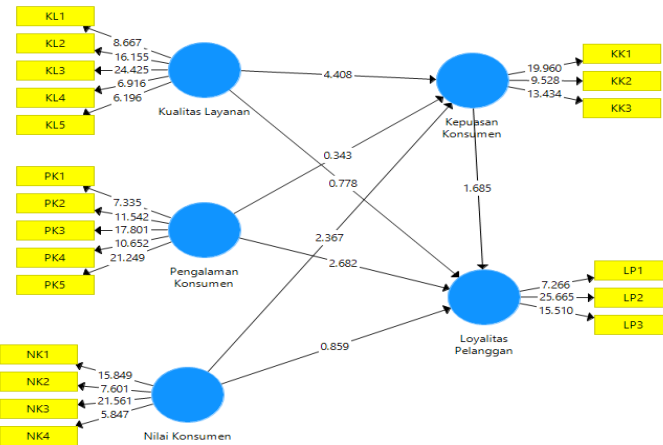 KL1
KL2
KL3
KL4
KL5
8.667
16.155
24.425
6.916
6.196
Kualitas Layanan
4.408
KK1
KK2
KK3
19.960
9.528
13.434
Kepuasan
Konsumen
0.343
0.778
1.685
PK1
PK2
PK3
PK4
PK5
7.335
11.542
17.801
10.652
21.249
Pengalaman
Konsumen
2.367
2.682
LP1
LP2
LP3
7.266
25.665
15.510
Loyalitas
Pelanggan
0.859
NK1
NK2
NK3
NK4
15.849
7.601
21.561
5.847
Nilai Konsumen